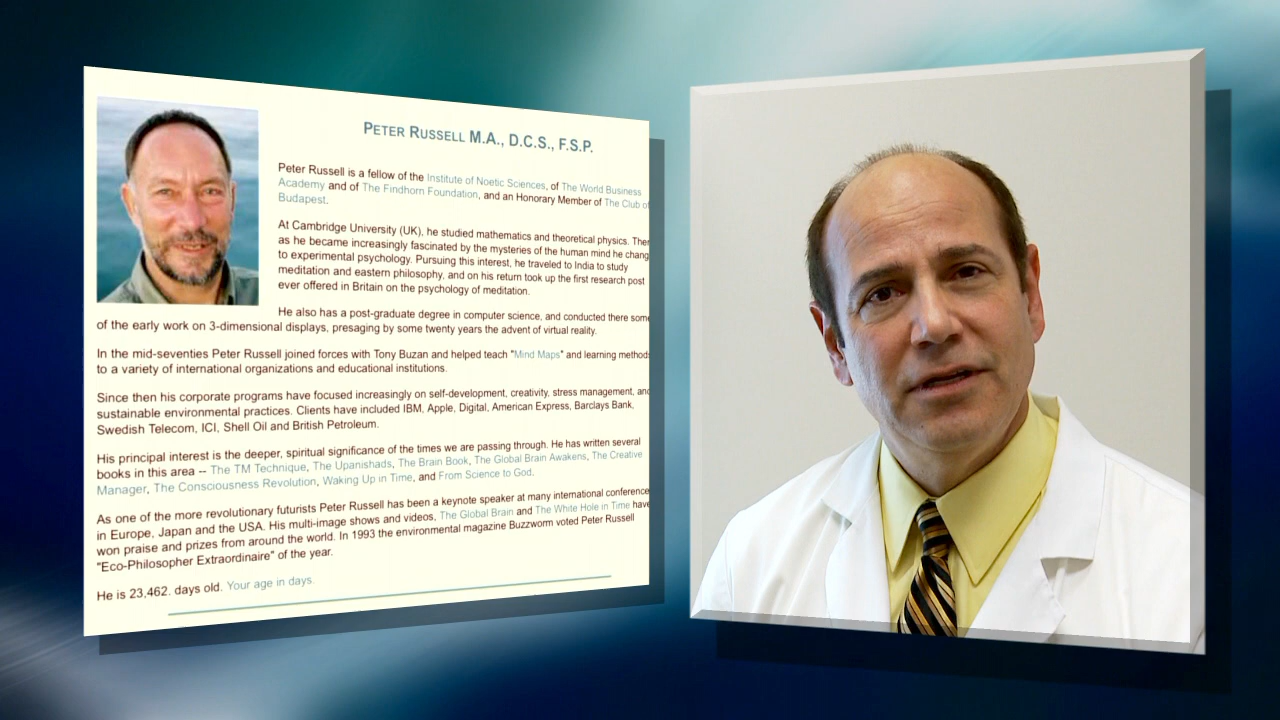 PETER RUSSELL M.A., D.C.S., F.S.P.
Peter Russell is a fellow of the Institute of Noetic Sciences, of The World Business
Academy and of The Findhorn Foundation, and an Honorary Member of The Club of
Budapest.
At Cambridge University (UK), he studied mathematics and theoretical physics. Then
as he became increasingly fascinated by the mysteries of the human mind he chang
to experimental psychology. Pursuing this interest, he traveled to India to study
meditation and eastern philosophy, and on his return took up the first research post
ever offered in Britain on the psychology of meditation.
He also has a post-graduate degree in computer science, and conducted there some
of the early work on 3-dimensional displays, presaging by some twenty years the advent of virtual reality.
In the mid-seventies Peter Russell joined forces with Tony Buzan and helped teach "Mind Maps" and learning methods
to a variety of international organizations and educational institutions.
Since then his corporate programs have focused increasingly on self-development, creativity, stress management, and
sustainable environmental practices. Clients have included IBM, Apple, Digital, American Express, Barclays Bank,
Swedish Telecom, ICI, Shell Oil and British Petroleum.
His principal interest is the deeper, spiritual significance of the times we are passing through. He has written several
books in this area -- The TM Technique, The Upanishads, The Brain Book, The Global Brain Awakens, The Creative
Manager, The Consciousness Revolution, Waking Up in Time, and From Science to God.
As one of the more revolutionary futurists Peter Russell has been a keynote speaker at many international conference
in Europe, Japan and the USA. His multi-image shows and videos, The Global Brain and The White Hole in Time have
won praise and prizes from around the world. In 1993 the environmental magazine Buzzworm voted Peter Russell
"Eco-Philosopher Extraordinaire" of the year.
He is 23,462. days old. Your age in days.